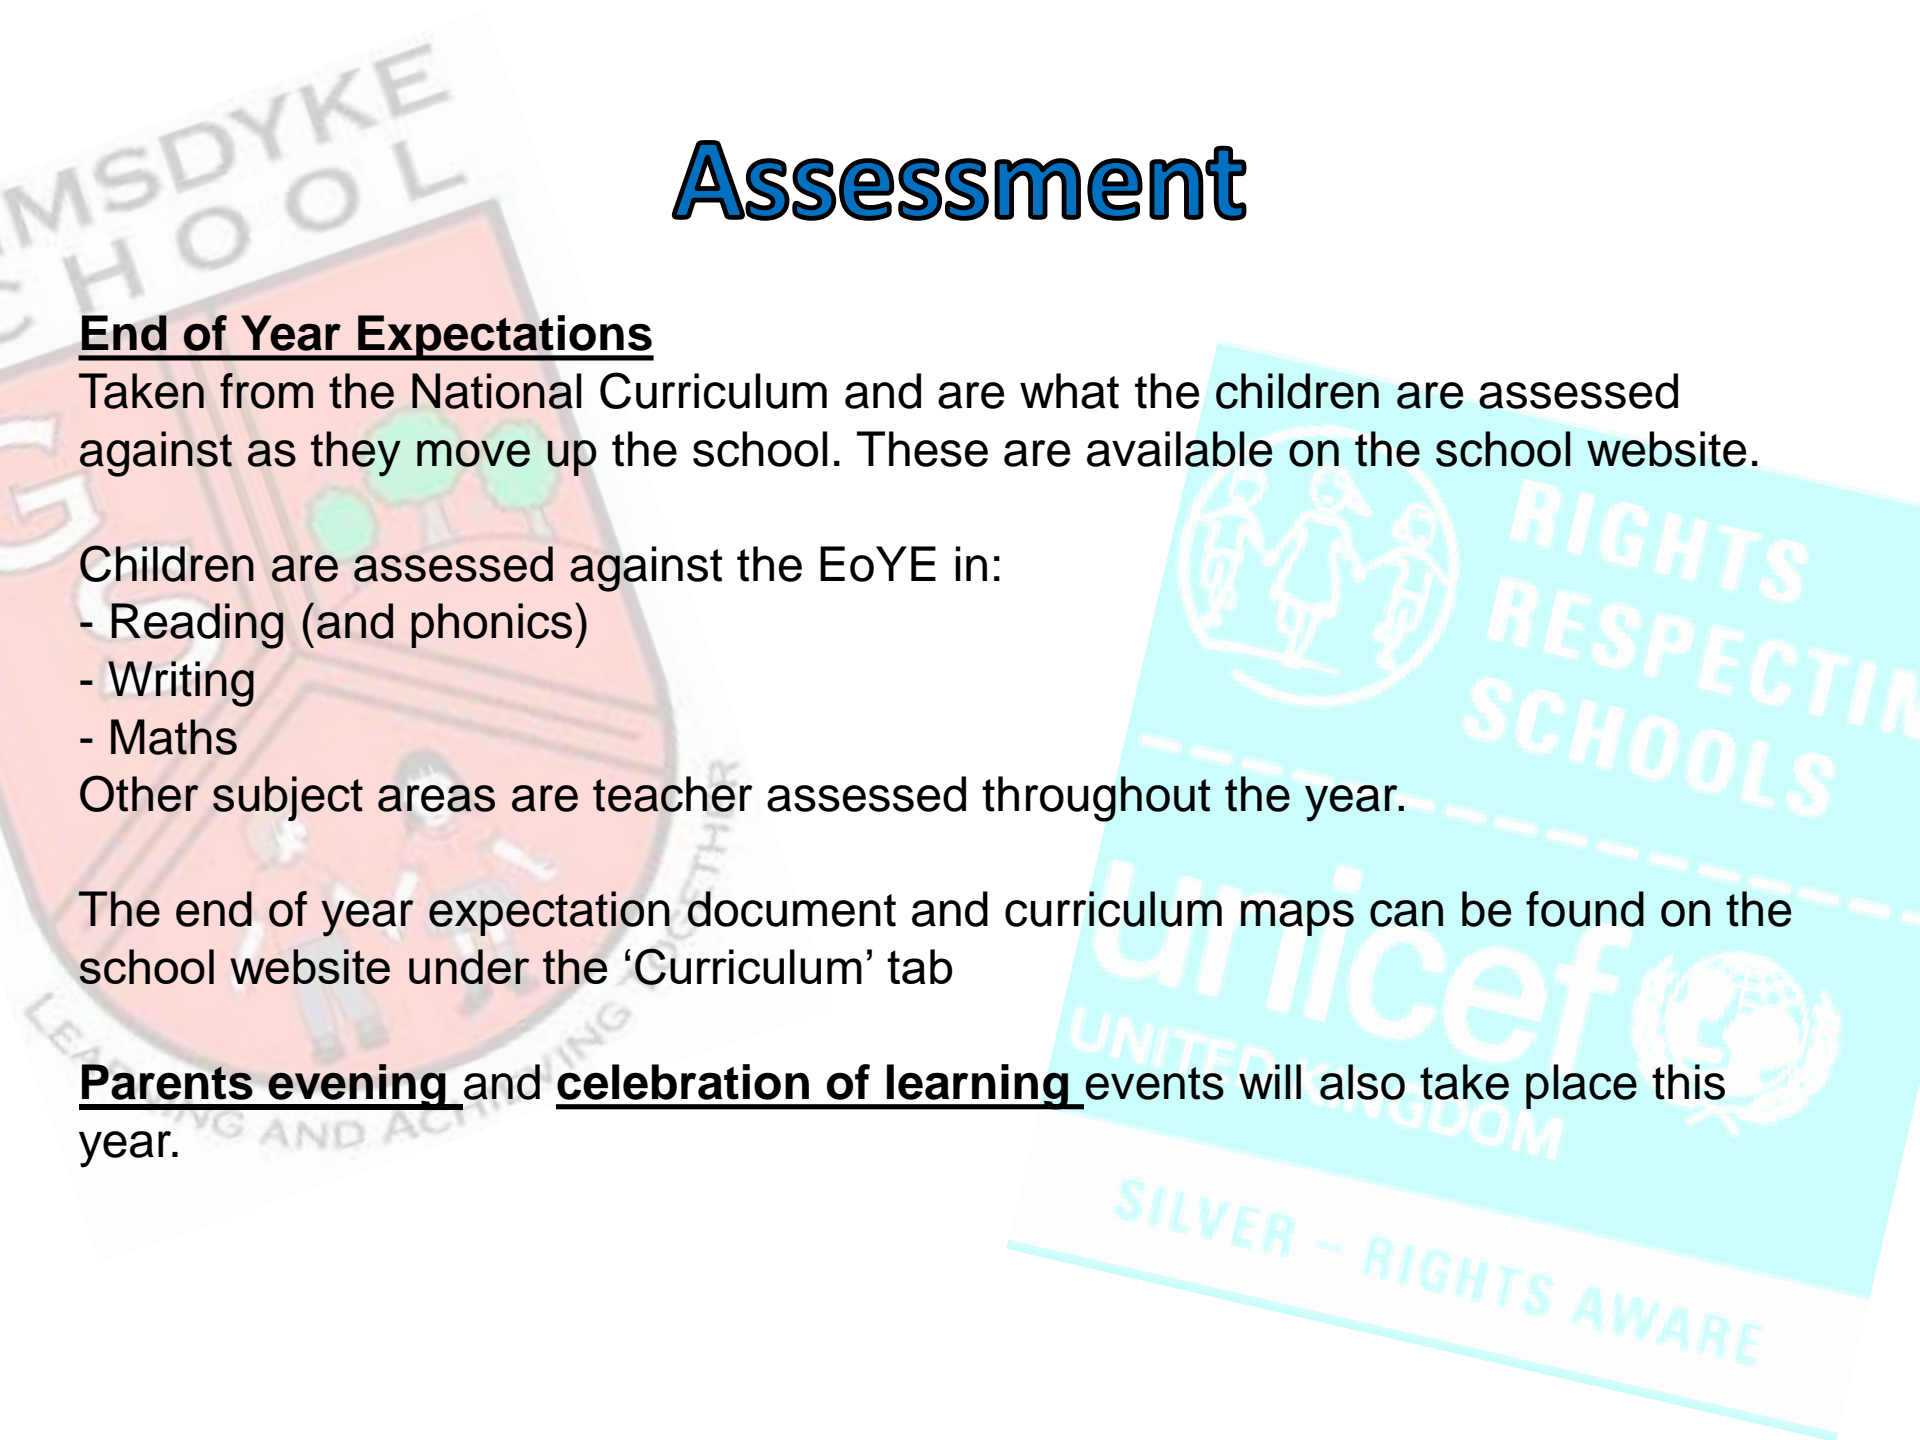 Assessment
End of Year Expectations
Taken from the National Curriculum and are what the children are assessed
against as they move up the school. These are available on the school website.
Children are assessed against the EoYE in:
- Reading (and phonics)
- Writing
- Maths
Other subject areas are teacher assessed throughout the year.
The end of year expectation document and curriculum maps can be found on the
school website under the ‘Curriculum’ tab
Parents evening and celebration of learning events will also take place this
year.
MSDYKE
CHOOL
GS
LEARNING AND ACHIEVING TOGETHER
RIGHTS
RESPECTIN
SCHOOLS
unicef
UNITED KINGDOM
SILVER – RIGHTS AWARE